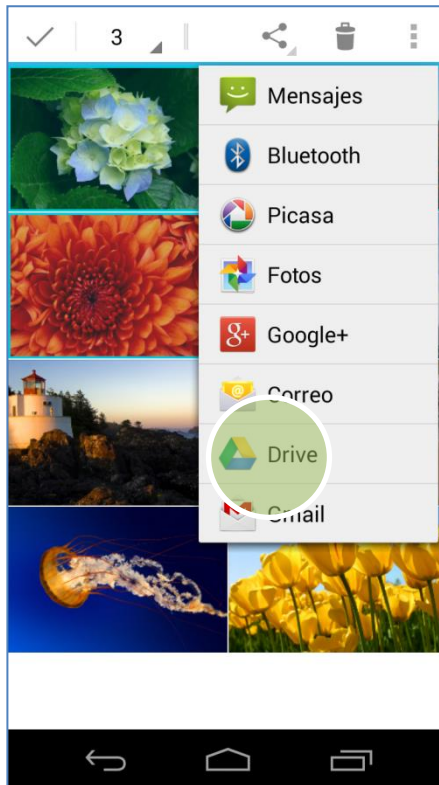 3
Mensajes
Bluetooth
Picasa
Fotos
g+ Google+
@ Correo
Drive
Gmail